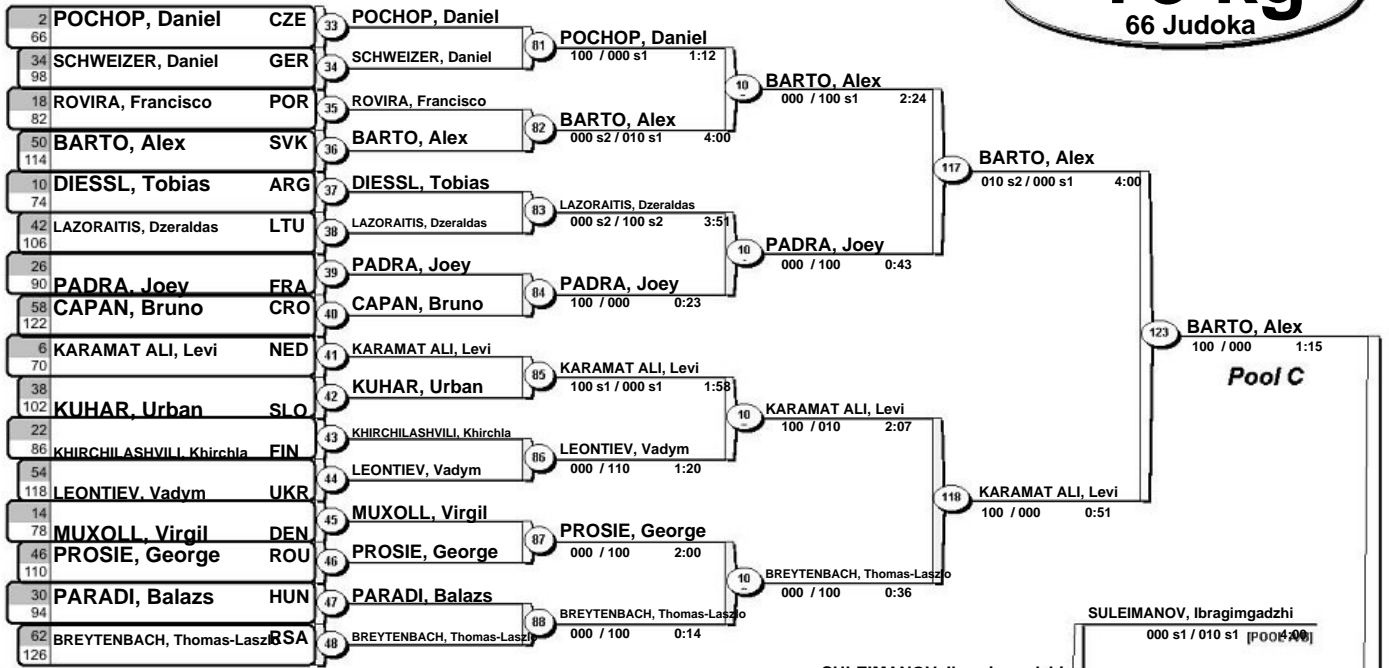 66 Judoka
2 POCHOP, Daniel CZE
66
34 SCHWEIZER, Daniel GER
98
18 ROVIRA, Francisco POR
82
50 BARTO, Alex SVK
114
10 DIESSL, Tobias ARG
74
42 LAZORAITIS, Dzeraldas LTU
106
26
90 PADRA, Joey FRA
58 CAPAN, Bruno CRO
122
6 KARAMAT ALI, Levi NED
70
38
102 KUHAR, Urban SLO
22
86 KHIRCHILASHVILI, Khirchla FIN
54
118 LEONTIEV, Vadym UKR
14
78 MUXOLL, Virgil DEN
46 PROSIE, George ROU
110
30 PARADI, Balazs HUN
94
62 BREYTENBACH, Thomas-Laszl RSA
126
33 POCHOP, Daniel
34 SCHWEIZER, Daniel
35 ROVIRA, Francisco
36 BARTO, Alex
37 DIESSL, Tobias
38 LAZORAITIS, Dzeraldas
39 PADRA, Joey
40 CAPAN, Bruno
41 KARAMAT ALI, Levi
42 KUHAR, Urban
43 KHIRCHILASHVILI, Khirchla
44 LEONTIEV, Vadym
45 MUXOLL, Virgil
46 PROSIE, George
47 PARADI, Balazs
48 BREYTENBACH, Thomas-Laszlo
81 POCHOP, Daniel
100 / 000 s1 1:12
82 BARTO, Alex
000 s2 / 010 s1 4:00
83 LAZORAITIS, Dzeraldas
000 s2 / 100 s2 3:51
84 PADRA, Joey
100 / 000 0:23
85 KARAMAT ALI, Levi
100 s1 / 000 s1 1:58
86 LEONTIEV, Vadym
000 / 110 1:20
87 PROSIE, George
000 / 100 2:00
88 BREYTENBACH, Thomas-Laszlo
000 / 100 0:14
10 BARTO, Alex
000 / 100 s1 2:24
10 PADRA, Joey
000 / 100 0:43
10 KARAMAT ALI, Levi
100 / 010 2:07
10 BREYTENBACH, Thomas-Laszlo
000 / 100 0:36
117 BARTO, Alex
010 s2 / 000 s1 4:00
118 KARAMAT ALI, Levi
100 / 000 0:51
123 BARTO, Alex
100 / 000 1:15
Pool C
SULEIMANOV, Ibragimgadzhi
000 s1 / 010 s1 4:00